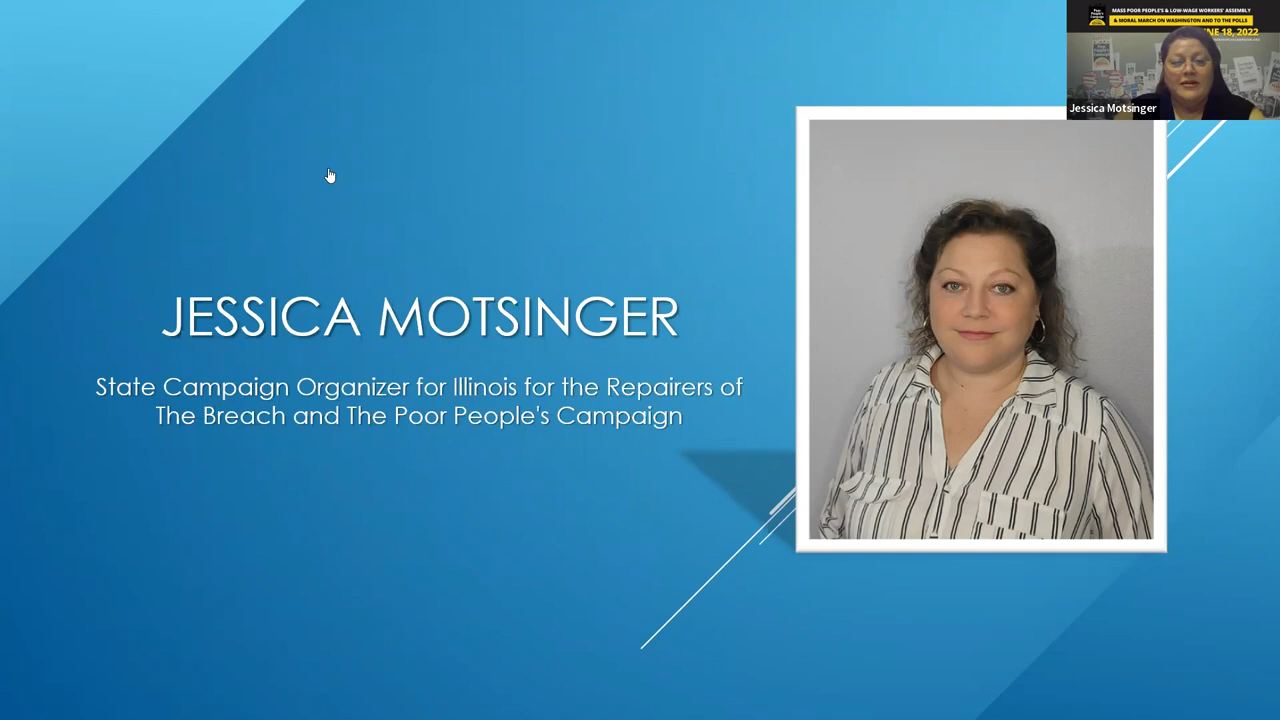 MASS POOR PEOPLE'S & LOW-WAGE WORKERS' ASSEMBLY
& MORAL MARCH ON WASHINGTON AND TO THE POLLS
NE 18, 2022
Jessica Motsinger
JESSICA MOTSINGER
State Campaign Organizer for Illinois for the Repairers of
The Breach and The Poor People's Campaign